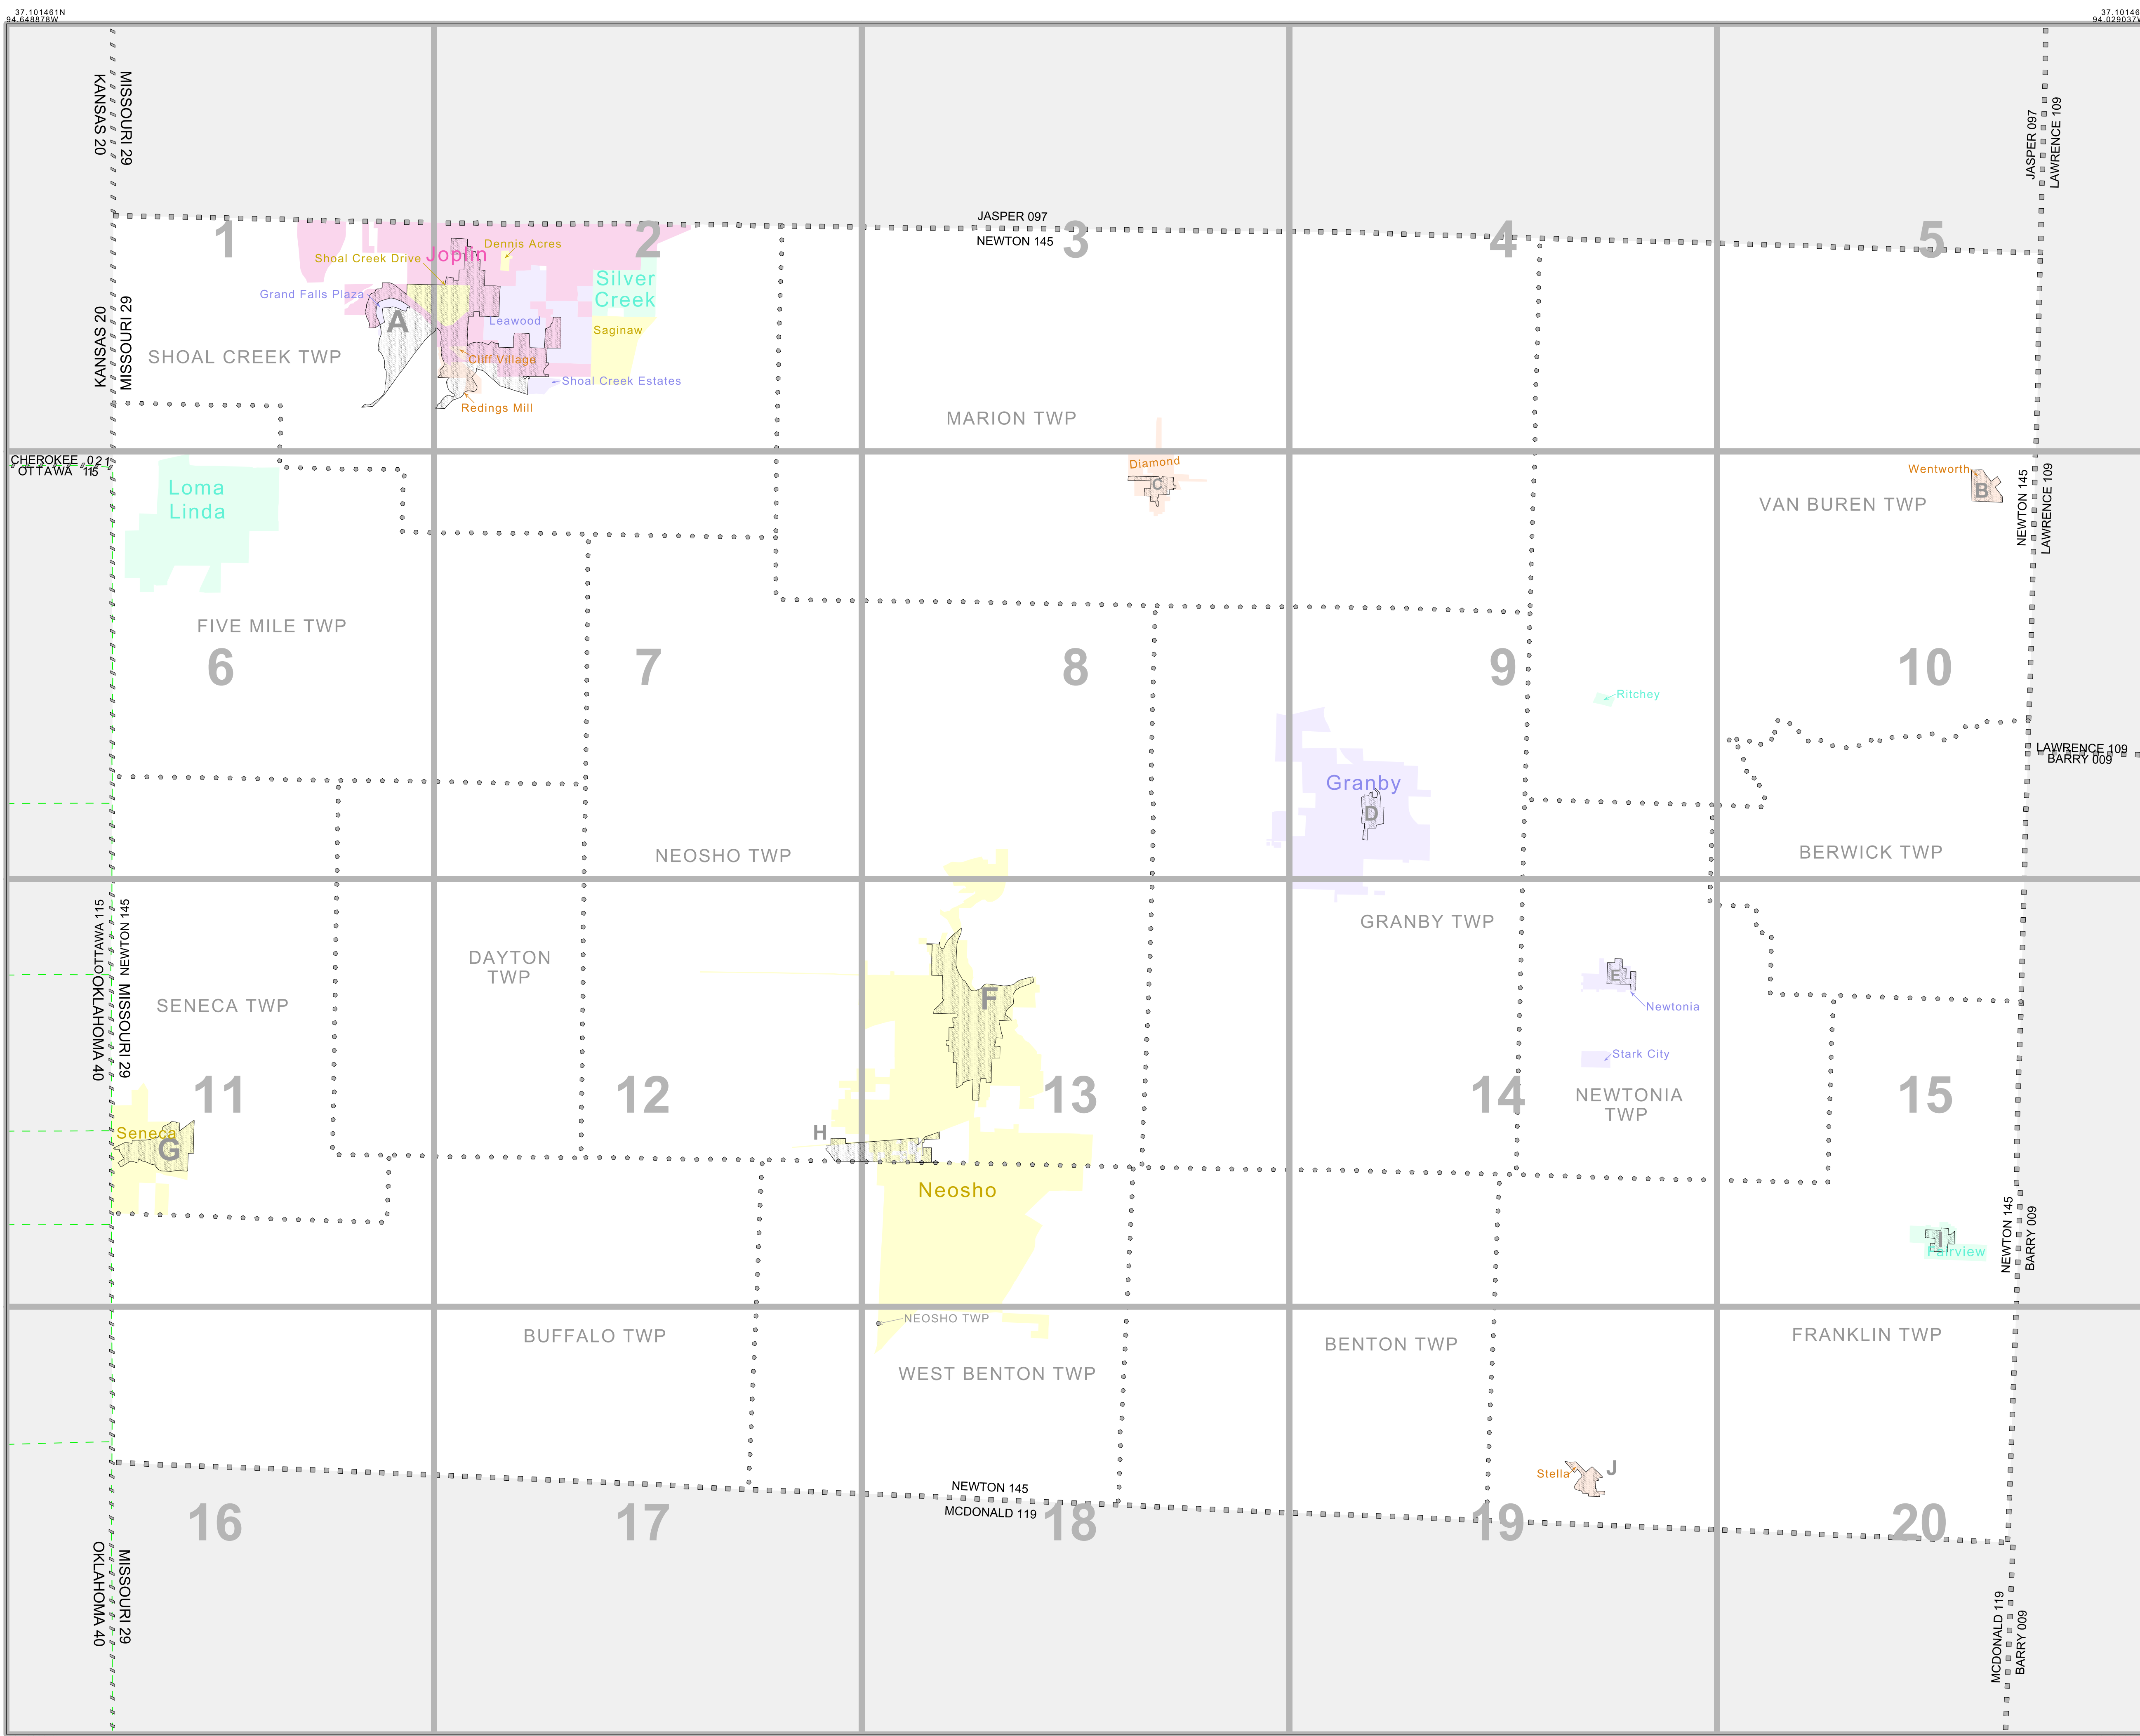 37.101461N
94.648878W
37.10146
94.029037W
KANSAS 20
MISSOURI 29
JASPER 097
LAWRENCE 109
1
2
3
4
5
JASPER 097
NEWTON 145
Joplin
Dennis Acres
Shoal Creek Drive
Silver
Creek
Grand Falls Plaza
A
Leawood
Saginaw
KANSAS 20
MISSOURI 29
SHOAL CREEK TWP
Cliff Village
Shoal Creek Estates
Redings Mill
MARION TWP
CHEROKEE 021
OTTAWA 115
Loma
Linda
Diamond
C
Wentworth
B
VAN BUREN TWP
NEWTON 145
LAWRENCE 109
FIVE MILE TWP
6
7
8
9
10
Ritchey
LAWRENCE 109
BARRY 009
Granby
D
NEOSHO TWP
BERWICK TWP
GRANBY TWP
OTTAWA 115
NEWTON 145
OKLAHOMA 40
MISSOURI 29
SENECA TWP
DAYTON
TWP
F
E
Newtonia
Stark City
11
12
13
14
15
NEWTONIA
TWP
Seneca
G
H
Neosho
NEWTON 145
BARRY 009
I
Fairview
NEOSHO TWP
BUFFALO TWP
WEST BENTON TWP
BENTON TWP
FRANKLIN TWP
Stella
J
NEWTON 145
MCDONALD 119
16
17
18
19
20
OKLAHOMA 40
MISSOURI 29
MCDONALD 119
BARRY 009